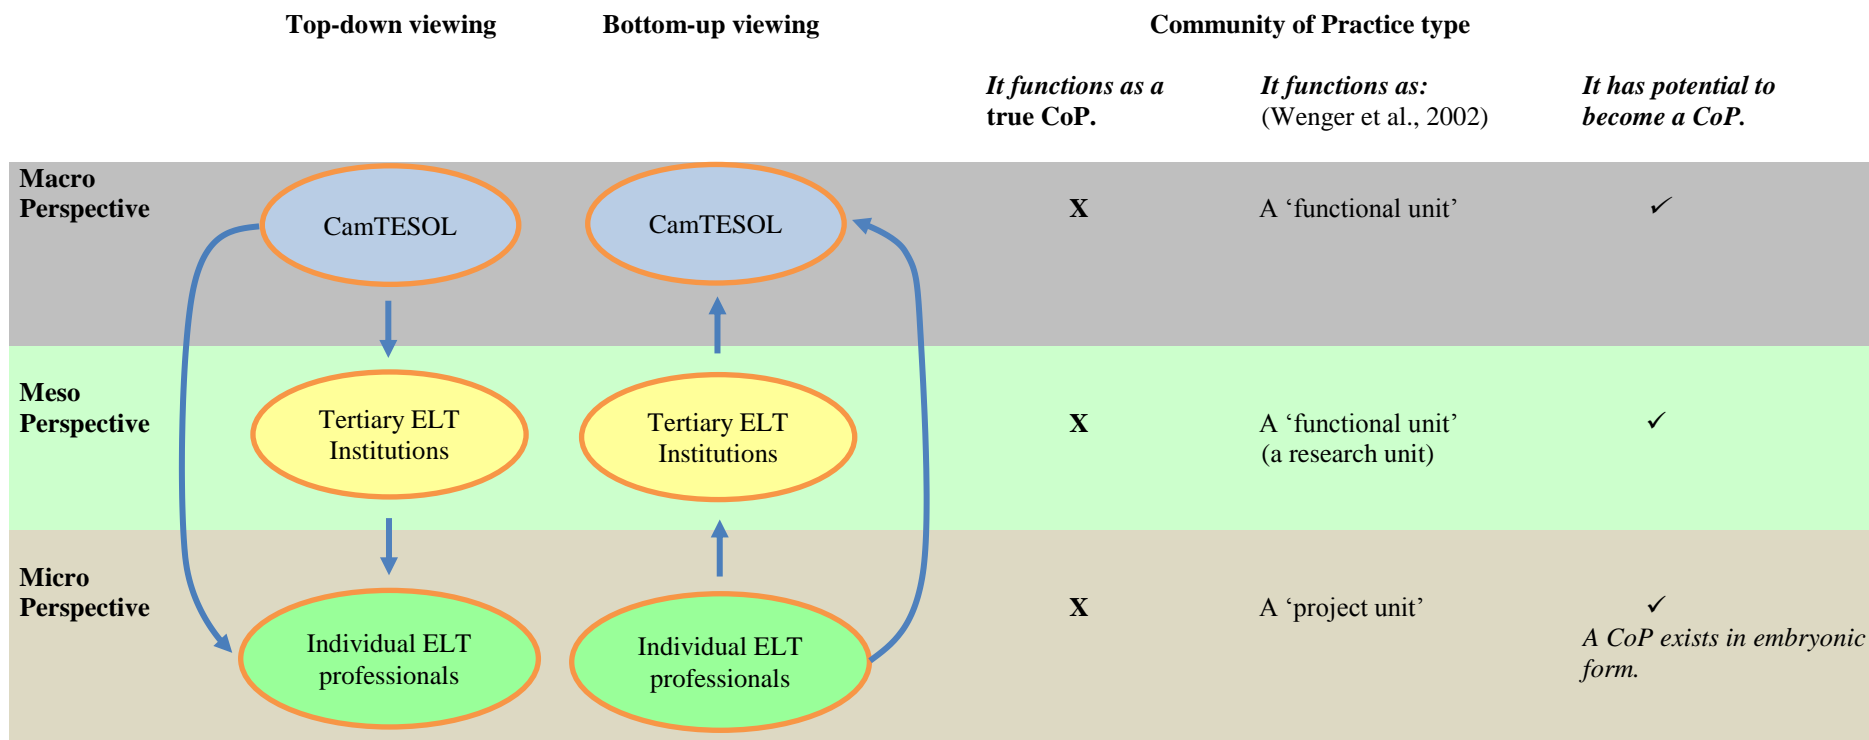 Top-down viewing
Bottom-up viewing
Community of Practice type
It functions as a
true CoP.
It functions as:
(Wenger et al., 2002)
It has potential to
become a CoP.
Macro
Perspective
CamTESOL
CamTESOL
X
A ‘functional unit’
✓
Meso
Perspective
Tertiary ELT
Institutions
Tertiary ELT
Institutions
X
A ‘functional unit’
(a research unit)
✓
Micro
Perspective
Individual ELT
professionals
Individual ELT
professionals
X
A ‘project unit’
✓
A CoP exists in embryonic
form.